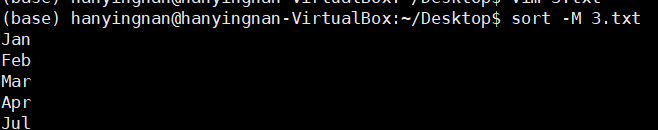 (base) hanyingnan@hanyingnan-VirtualBox:~/Desktop$ vim 3.txt
(base) hanyingnan@hanyingnan-VirtualBox:~/Desktop$ sort -M 3.txt
Jan
Feb
Mar
Apr
Jul